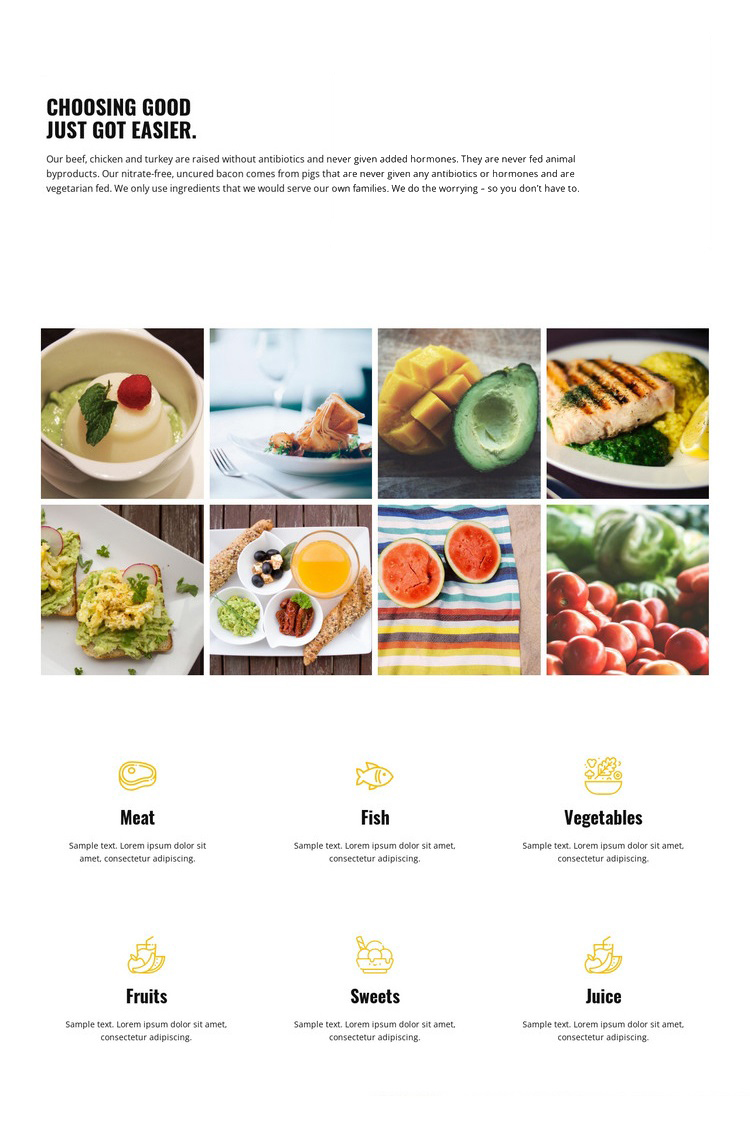 CHOOSING GOOD
JUST GOT EASIER.
Our beef, chicken and turkey are raised without antibiotics and never given added hormones. They are never fed animal
byproducts. Our nitrate-free, uncured bacon comes from pigs that are never given any antibiotics or hormones and are
vegetarian fed. We only use ingredients that we would serve our own families. We do the worrying – so you don’t have to.
Meat
Sample text. Lorem ipsum dolor sit
amet, consectetur adipiscing.
Fish
Sample text. Lorem ipsum dolor sit amet,
consectetur adipiscing.
Vegetables
Sample text. Lorem ipsum dolor sit amet,
consectetur adipiscing.
Fruits
Sample text. Lorem ipsum dolor sit amet,
consectetur adipiscing.
Sweets
Sample text. Lorem ipsum dolor sit amet,
consectetur adipiscing.
Juice
Sample text. Lorem ipsum dolor sit amet,
consectetur adipiscing.